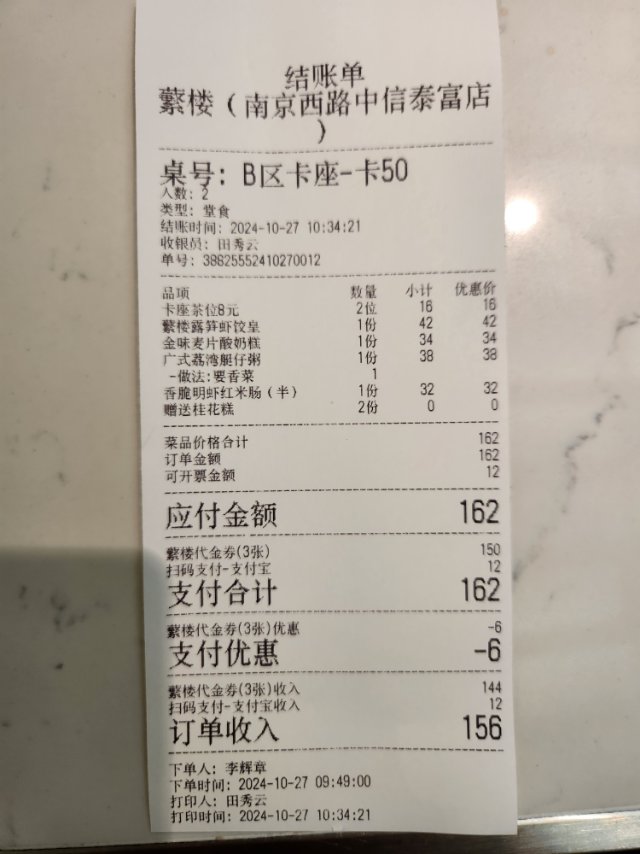 结账单
蘩楼（南京西路中信泰富店
）
桌号: B区卡座-卡50
人数: 2
类型: 堂食
结账时间: 2024-10-27 10:34:21
收银员: 田秀云
单号: 38825552410270012
品项 数量 小计 优惠价
卡座茶位8元 2位 16 16
蘩楼露笋虾饺皇 1份 42 42
金味麦片酸奶糕 1份 34 34
广式荔湾艇仔粥 1份 38 38
-做法:要香菜 1
香脆明虾红米肠（半） 1份 32 32
赠送桂花糕 2份 0 0
菜品价格合计 162
订单金额 162
可开票金额 12
应付金额 162
蘩楼代金券(3张) 150
扫码支付-支付宝 12
支付合计 162
蘩楼代金券(3张)优惠 -6
支付优惠 -6
蘩楼代金券(3张)收入 144
扫码支付-支付宝收入 12
订单收入 156
下单人: 李辉章
下单时间: 2024-10-27 09:49:00
打印人: 田秀云
打印时间: 2024-10-27 10:34:21